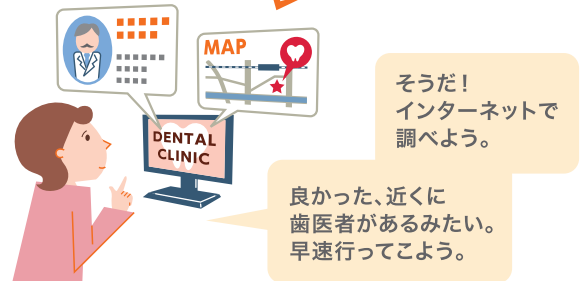 MAP
DENTAL
CLINIC
そうだ！
インターネットで
調べよう。
良かった、近くに
歯医者があるみたい。
早速行ってこよう。